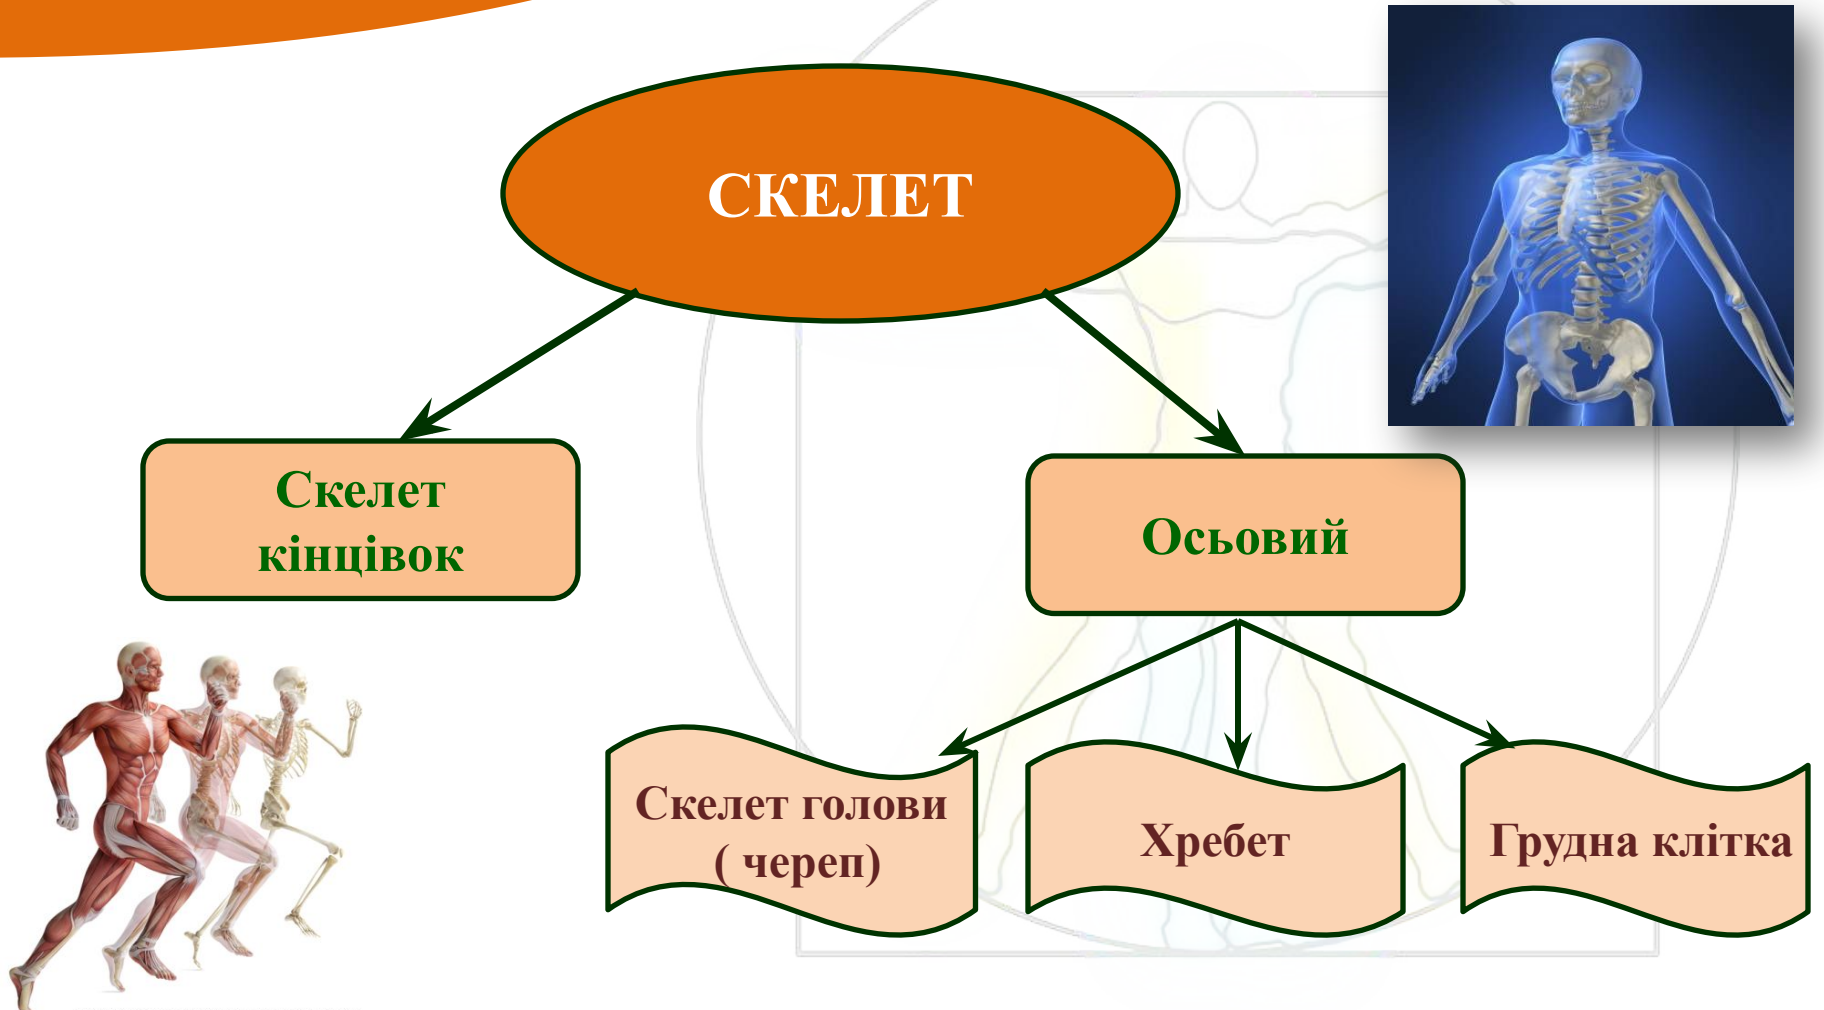 СКЕЛЕТ
Скелет
кінцівок
Осьовий
Скелет голови
( череп)
Хребет
Грудна клітка